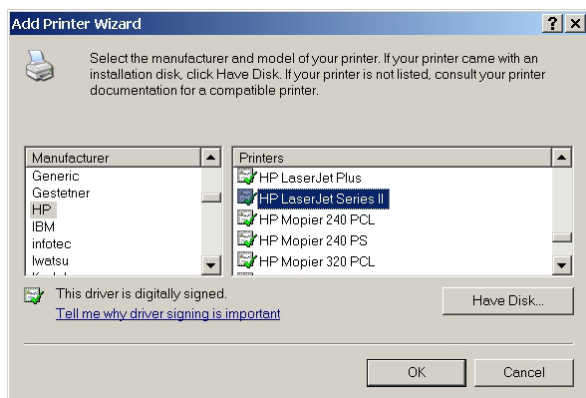 Add Printer Wizard
Select the manufacturer and model of your printer. If your printer came with an
installation disk, click Have Disk. If your printer is not listed, consult your printer
documentation for a compatible printer.
Manufacturer
Generic
Gestetner
HP
IBM
infotec
Iwatsu
Printers
HP LaserJet Plus
HP LaserJet Series II
HP Mopier 240 PCL
HP Mopier 240 PS
HP Mopier 320 PCL
This driver is digitally signed.
Tell me why driver signing is important
Have Disk...
OK
Cancel